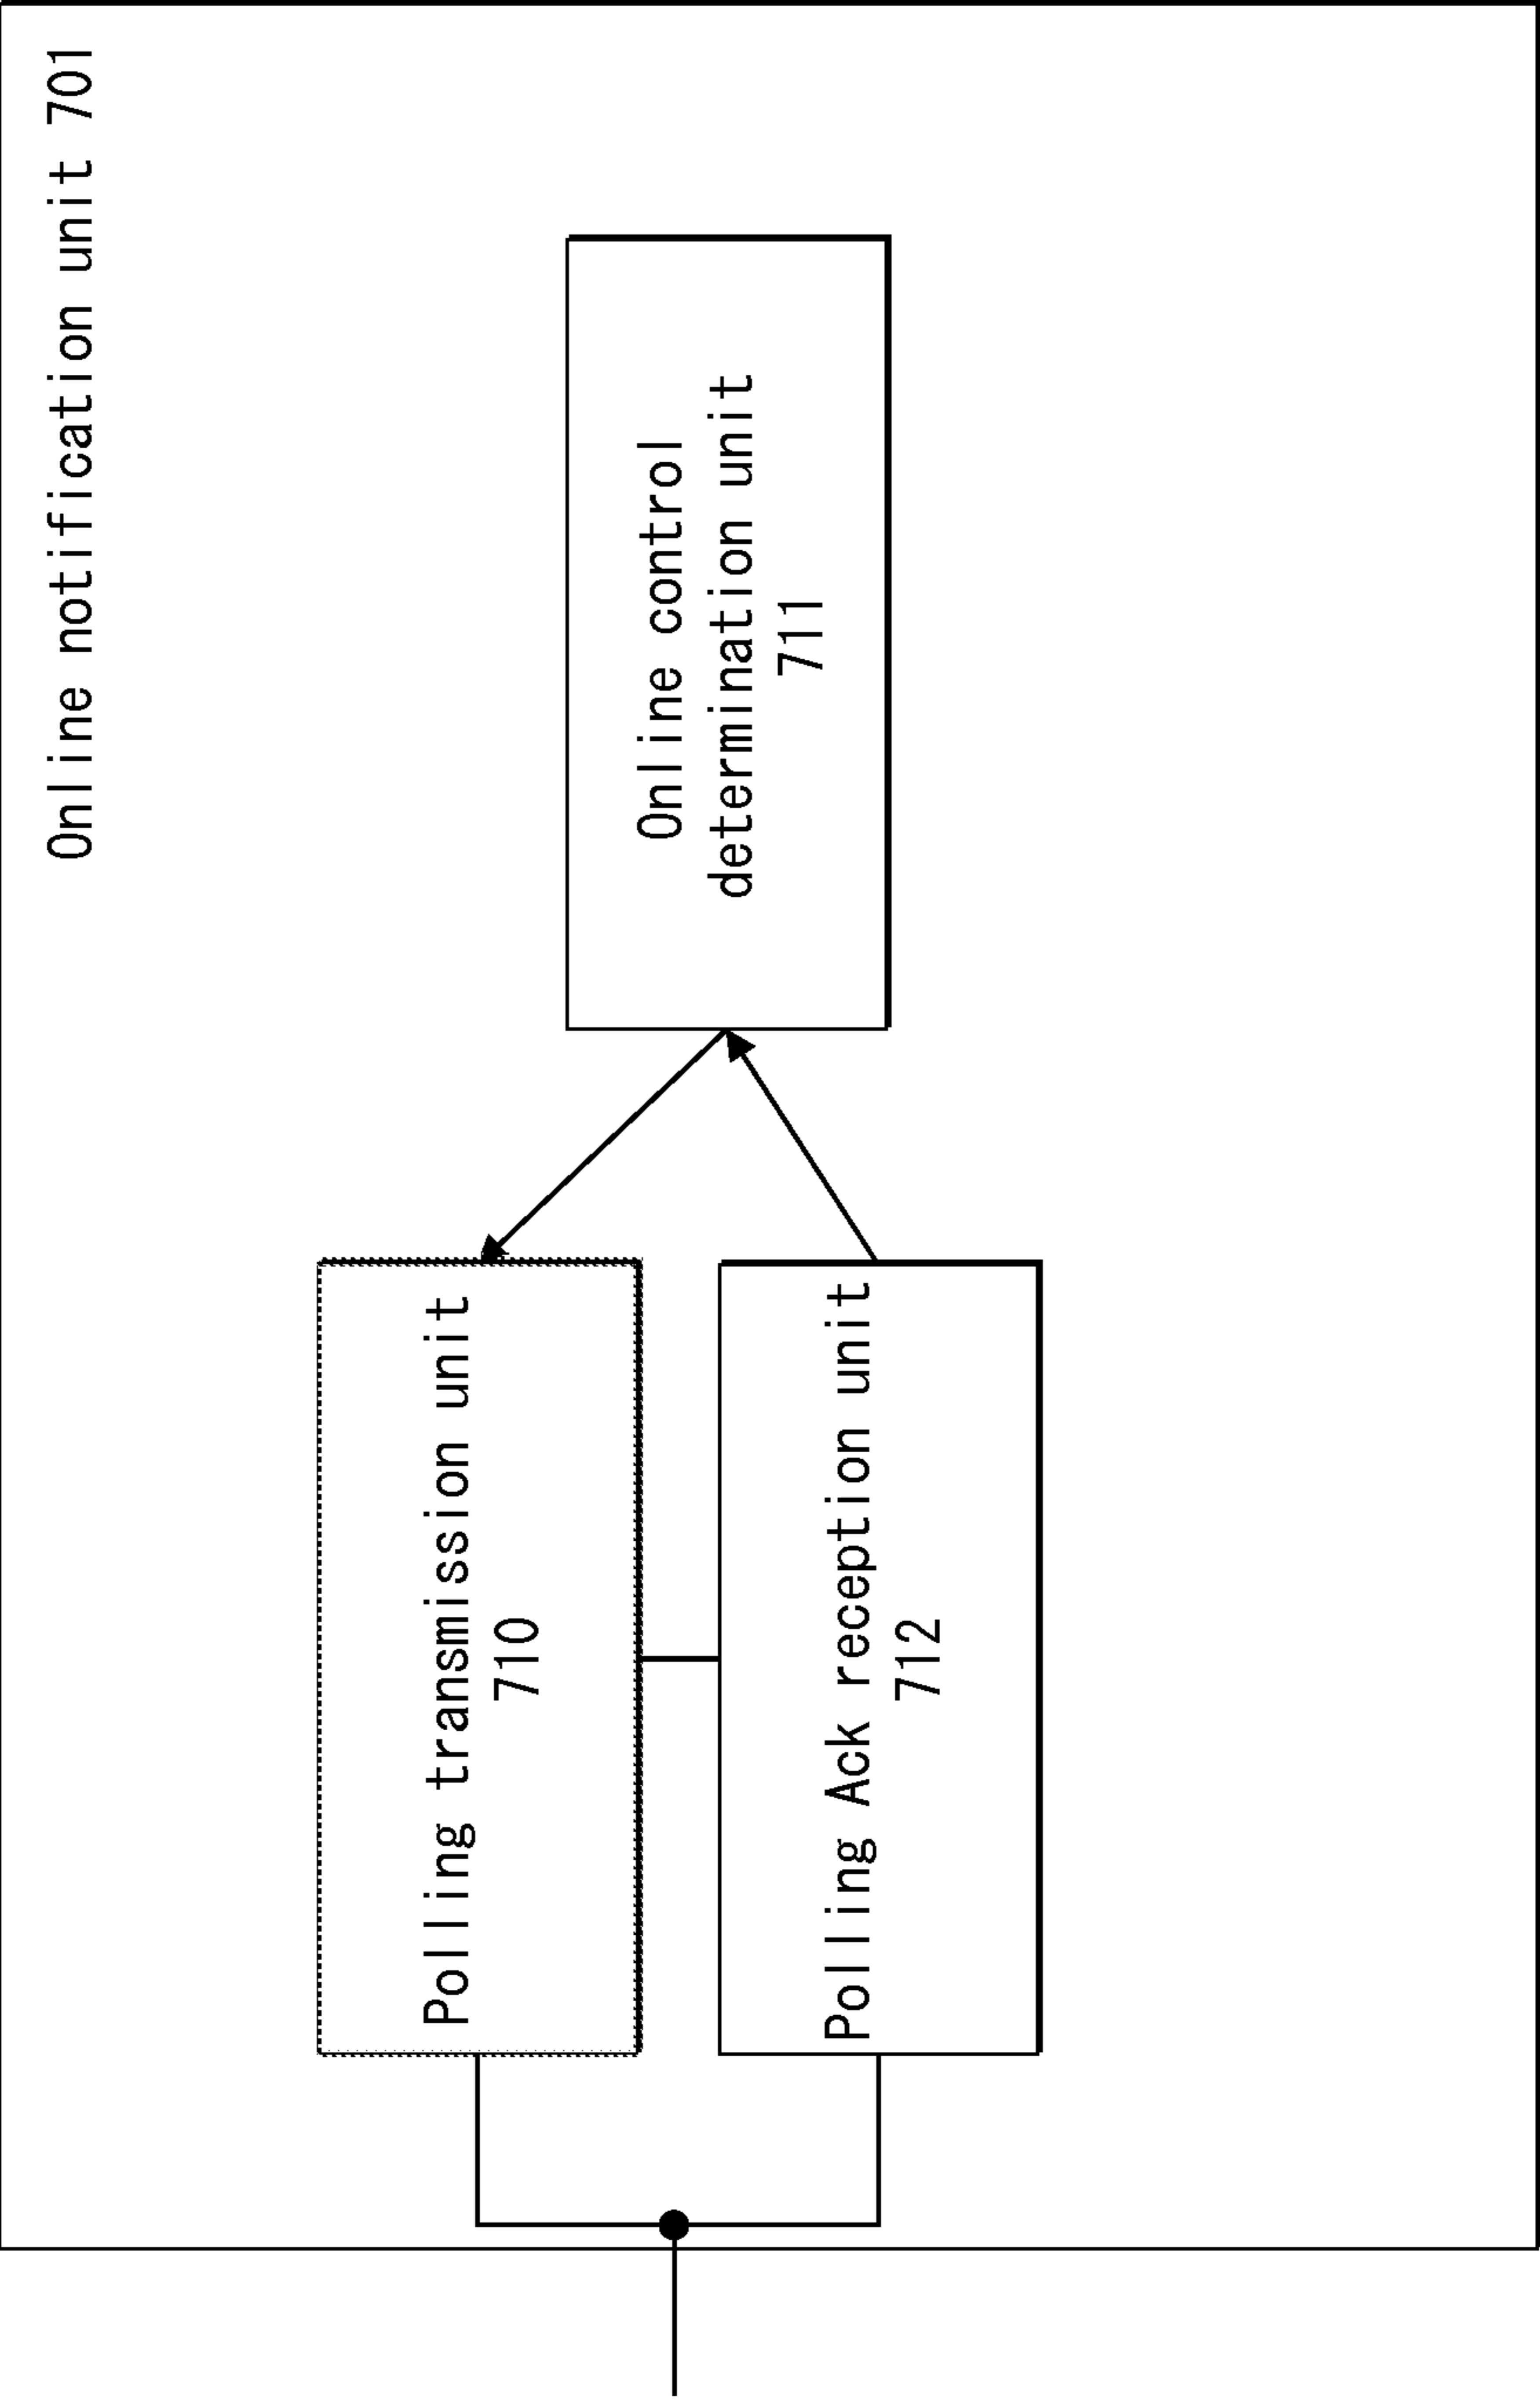 Online notification unit 701
Polling transmission unit
710
Online control
determination unit
711
Polling Ack reception unit
712